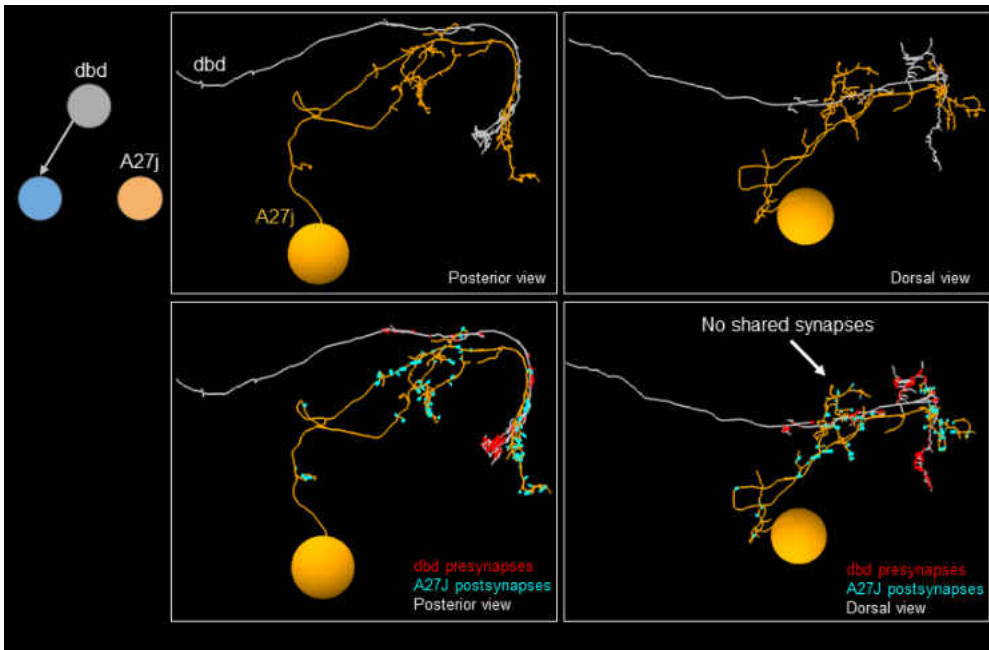 dbd
A27j
dbd
A27j
Posterior view
Dorsal view
dbd presynapses
A27J postsynapses
Posterior view
No shared synapses
dbd presynapses
A27J postsynapses
Dorsal view